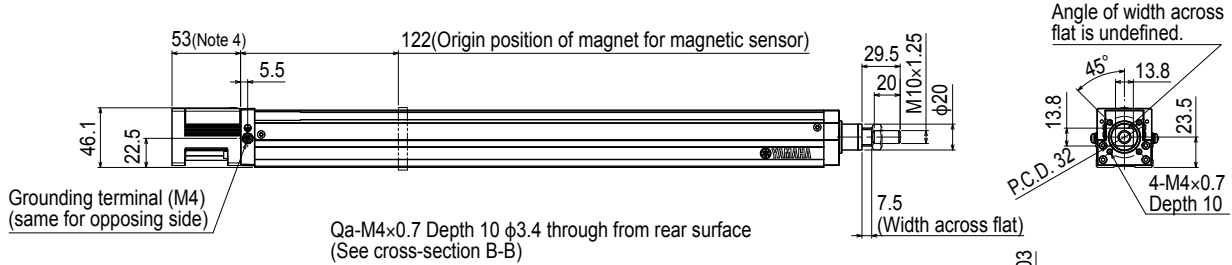 53(Note 4)
122(Origin position of magnet for magnetic sensor)
5.5
29.5
20
M10×1.25
ϕ20
46.1
22.5
YAMAHA
Grounding terminal (M4)
(same for opposing side)
Qa-M4×0.7 Depth 10 ϕ3.4 through from rear surface
(See cross-section B-B)
7.5
(Width across flat)
Angle of width across
flat is undefined.
45°
13.8
13.8
23.5
P.C.D. 32
4-M4×0.7
Depth 10